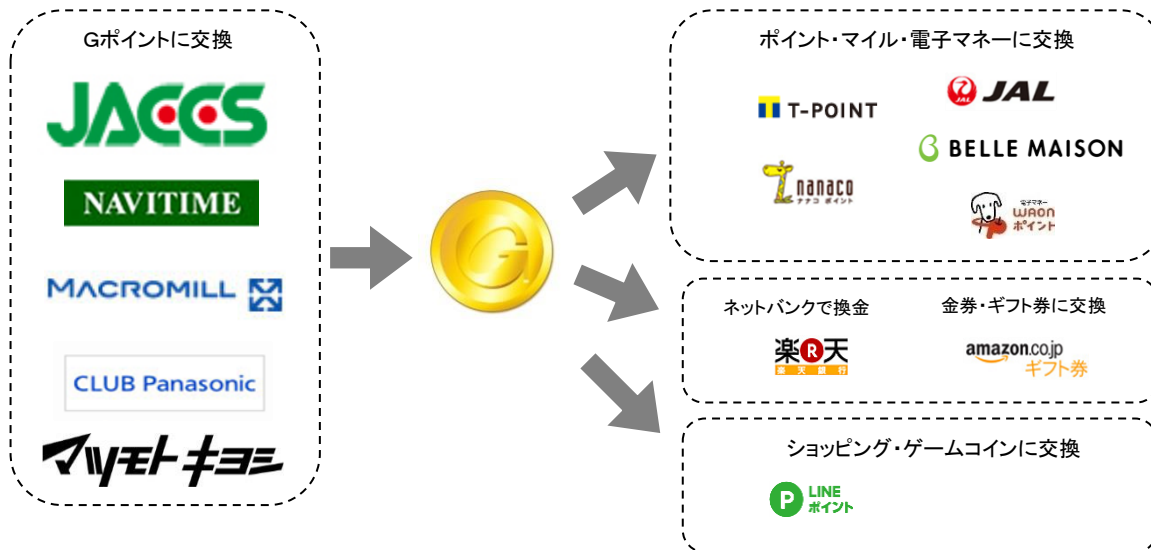 Gポイントに交換
JACCS
NAVITIME
MACROMILL
CLUB Panasonic
マツモトキヨシ
G
ポイント・マイル・電子マネーに交換
T-POINT
JAL
JAL
BELLE MAISON
nanaco
ナナコ ポイント
電子マネー
WAON
ポイント
ネットバンクで換金
楽R天
楽天銀行
金券・ギフト券に交換
amazon.co.jp
ギフト券
ショッピング・ゲームコインに交換
P
LINE
ポイント